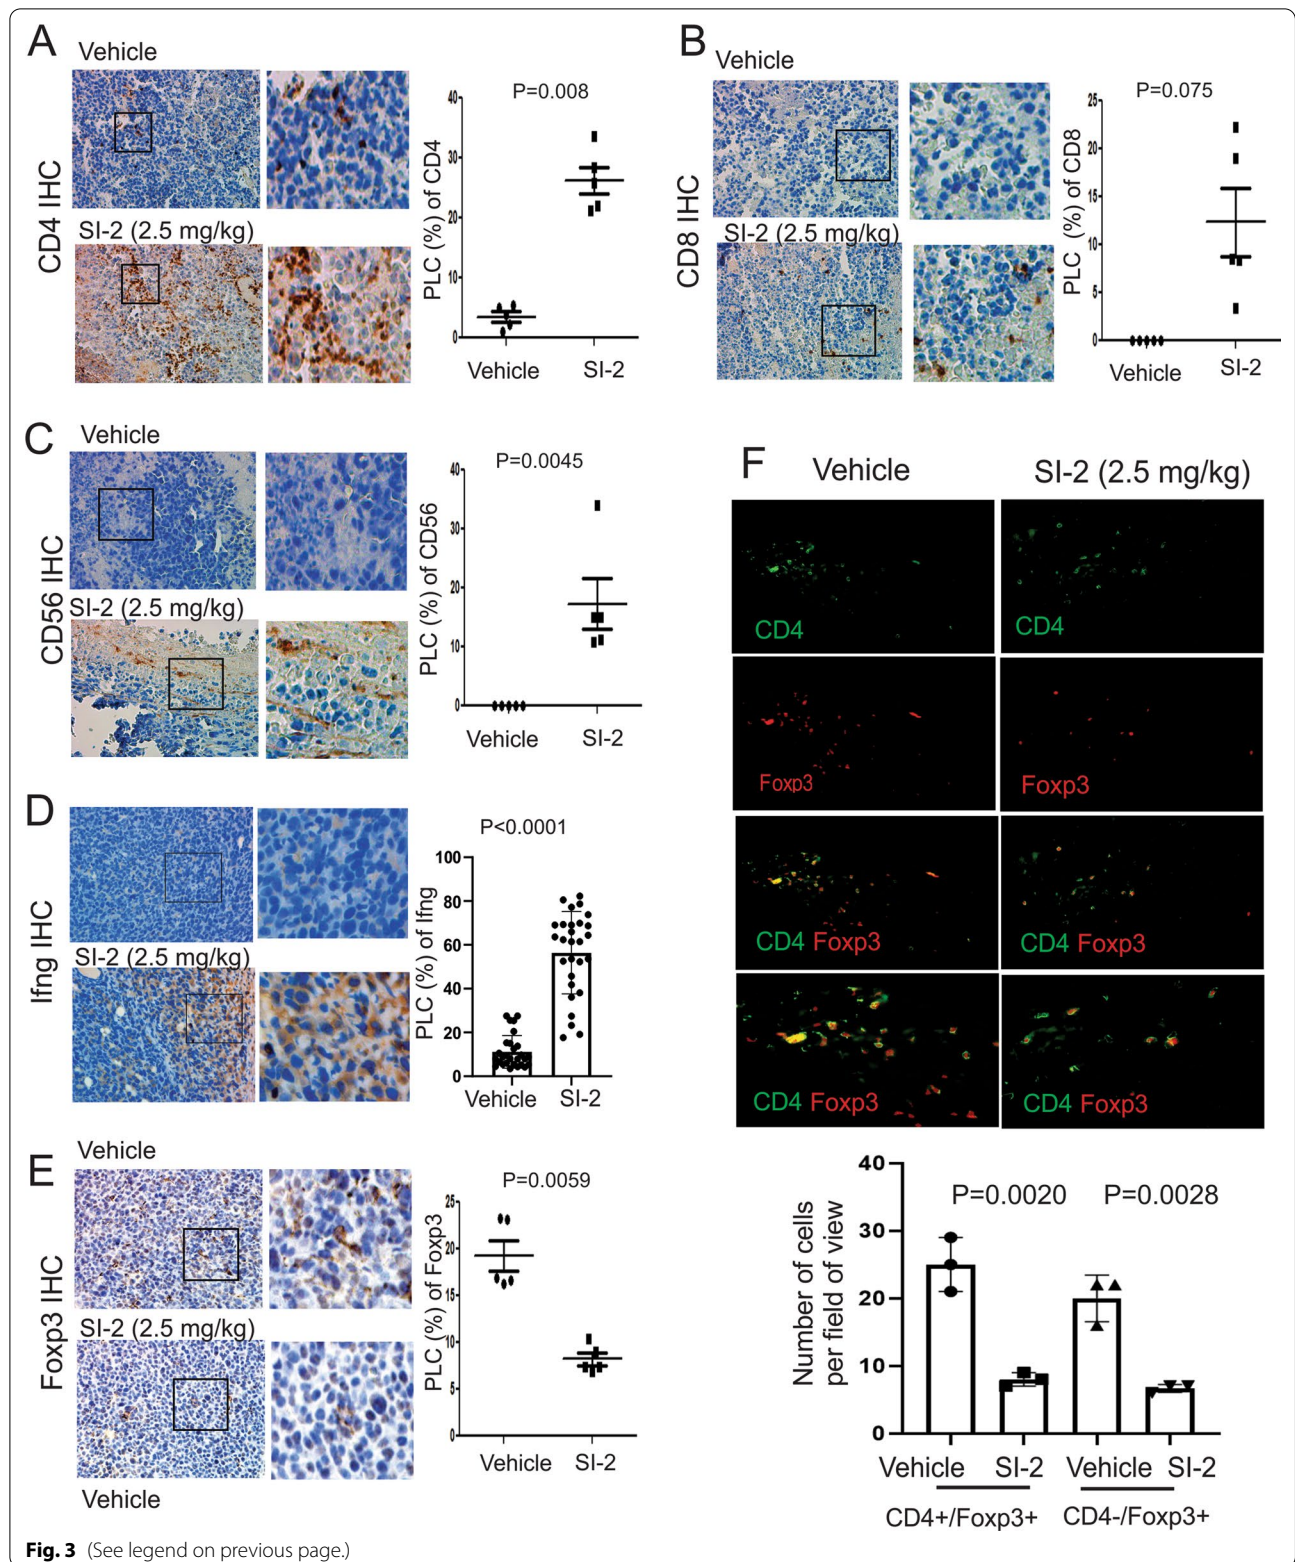 A
Vehicle
CD4 IHC
SI-2 (2.5 mg/kg)
P=0.008
PLC (%) of CD4
40
30
20
10
0
Vehicle SI-2
B
Vehicle
CD8 IHC
SI-2 (2.5 mg/kg)
P=0.075
PLC (%) of CD8
25
20
15
10
5
0
Vehicle SI-2
C
Vehicle
CD56 IHC
SI-2 (2.5 mg/kg)
P=0.0045
PLC (%) of CD56
40
30
20
10
0
Vehicle SI-2
D
Ifng IHC
SI-2 (2.5 mg/kg)
P<0.0001
PLC (%) of Ifng
100
80
60
40
20
0
Vehicle SI-2
E
Vehicle
Foxp3 IHC
SI-2 (2.5 mg/kg)
Vehicle
P=0.0059
PLC (%) of Foxp3
25
20
15
10
5
0
Vehicle SI-2
F
Vehicle SI-2 (2.5 mg/kg)
CD4 CD4
Foxp3 Foxp3
CD4 Foxp3 CD4 Foxp3
CD4 Foxp3 CD4 Foxp3
P=0.0020 P=0.0028
Number of cells
per field of view
40
30
20
10
0
Vehicle SI-2 Vehicle SI-2
CD4+/Foxp3+ CD4-/Foxp3+
Fig. 3 (See legend on previous page.)